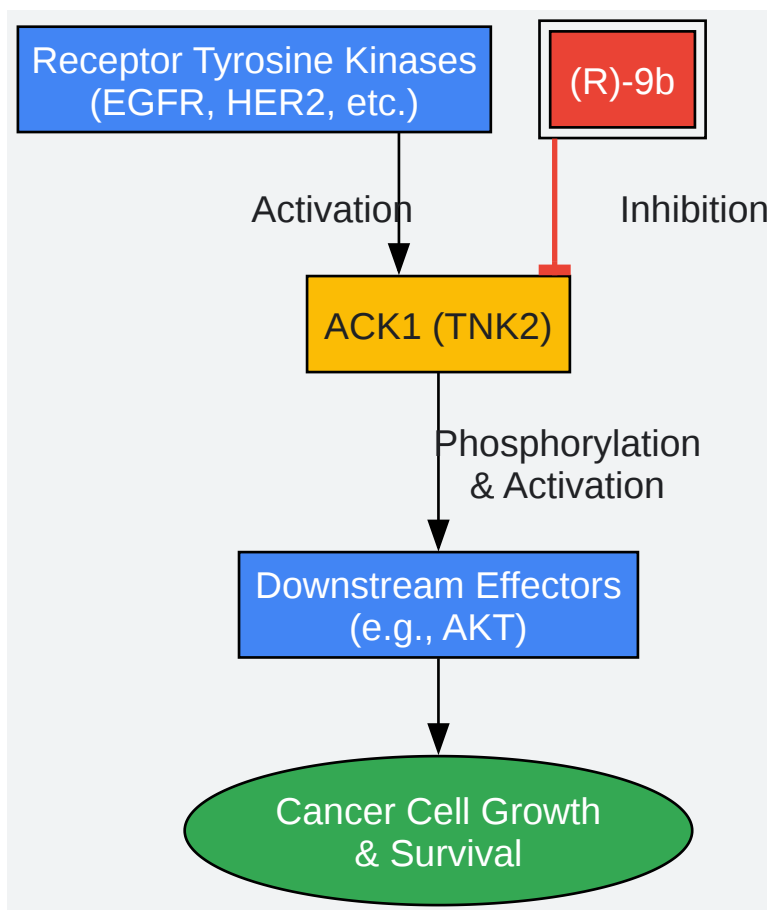 Receptor Tyrosine Kinases
(EGFR, HER2, etc.)
(R)-9b
Activation
Inhibition
ACK1 (TNK2)
Phosphorylation
& Activation
Downstream Effectors
(e.g., AKT)
Cancer Cell Growth
& Survival